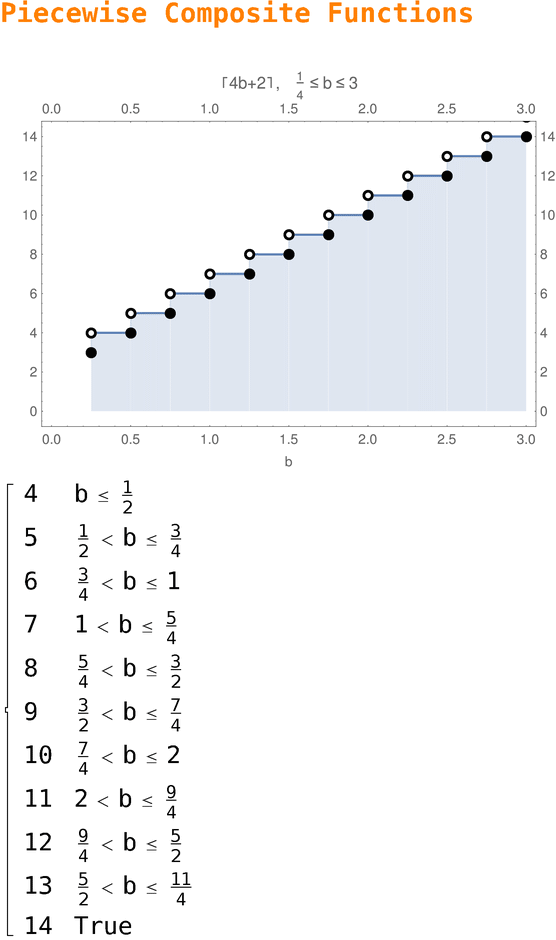 Piecewise Composite Functions
⌈4b+2⌉, 1/4 ≤ b ≤ 3
0.0 0.5 1.0 1.5 2.0 2.5 3.0
14 14
12 12
10 10
8 8
6 6
4 4
2 2
0 0
0.0 0.5 1.0 1.5 2.0 2.5 3.0
b
4 b ≤ 1/2
5 1/2 < b ≤ 3/4
6 3/4 < b ≤ 1
7 1 < b ≤ 5/4
8 5/4 < b ≤ 3/2
9 3/2 < b ≤ 7/4
10 7/4 < b ≤ 2
11 2 < b ≤ 9/4
12 9/4 < b ≤ 5/2
13 5/2 < b ≤ 11/4
14 True